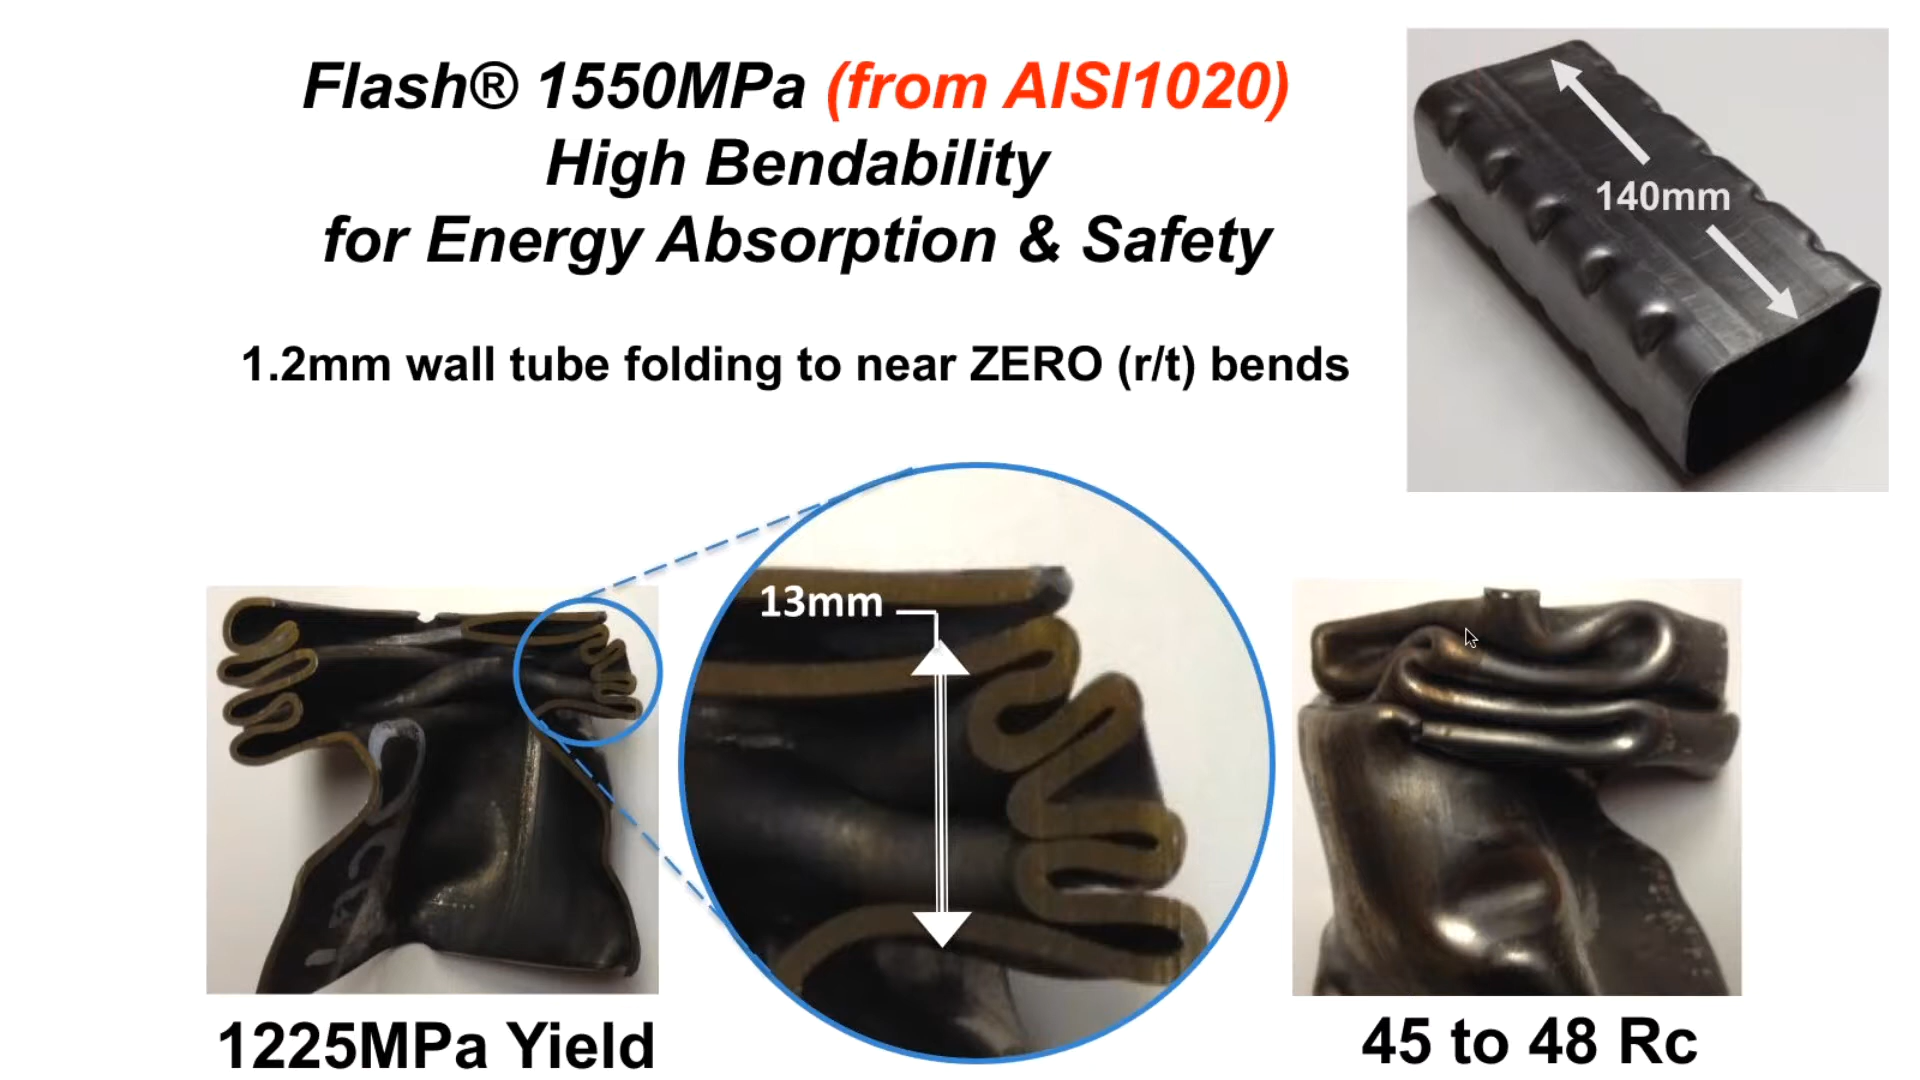 Flash® 1550MPa (from AISI1020)
High Bendability
for Energy Absorption & Safety
1.2mm wall tube folding to near ZERO (r/t) bends
140mm
13mm
1225MPa Yield
45 to 48 Rc